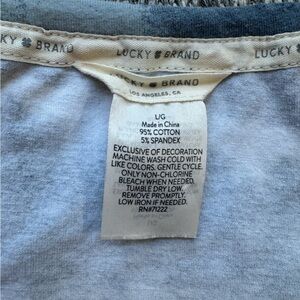 KY ☘ BRAND LUCKY ☘ BRAND LUCKY ☘ B
LUCKY ☘ BRAND
LOS ANGELES, CA
L/G
Made in China
95% COTTON
5% SPANDEX
EXCLUSIVE OF DECORATION
MACHINE WASH COLD WITH
LIKE COLORS. GENTLE CYCLE.
ONLY NON-CHLORINE
BLEACH WHEN NEEDED.
TUMBLE DRY LOW.
REMOVE PROMPTLY.
LOW IRON IF NEEDED.
RN#71222